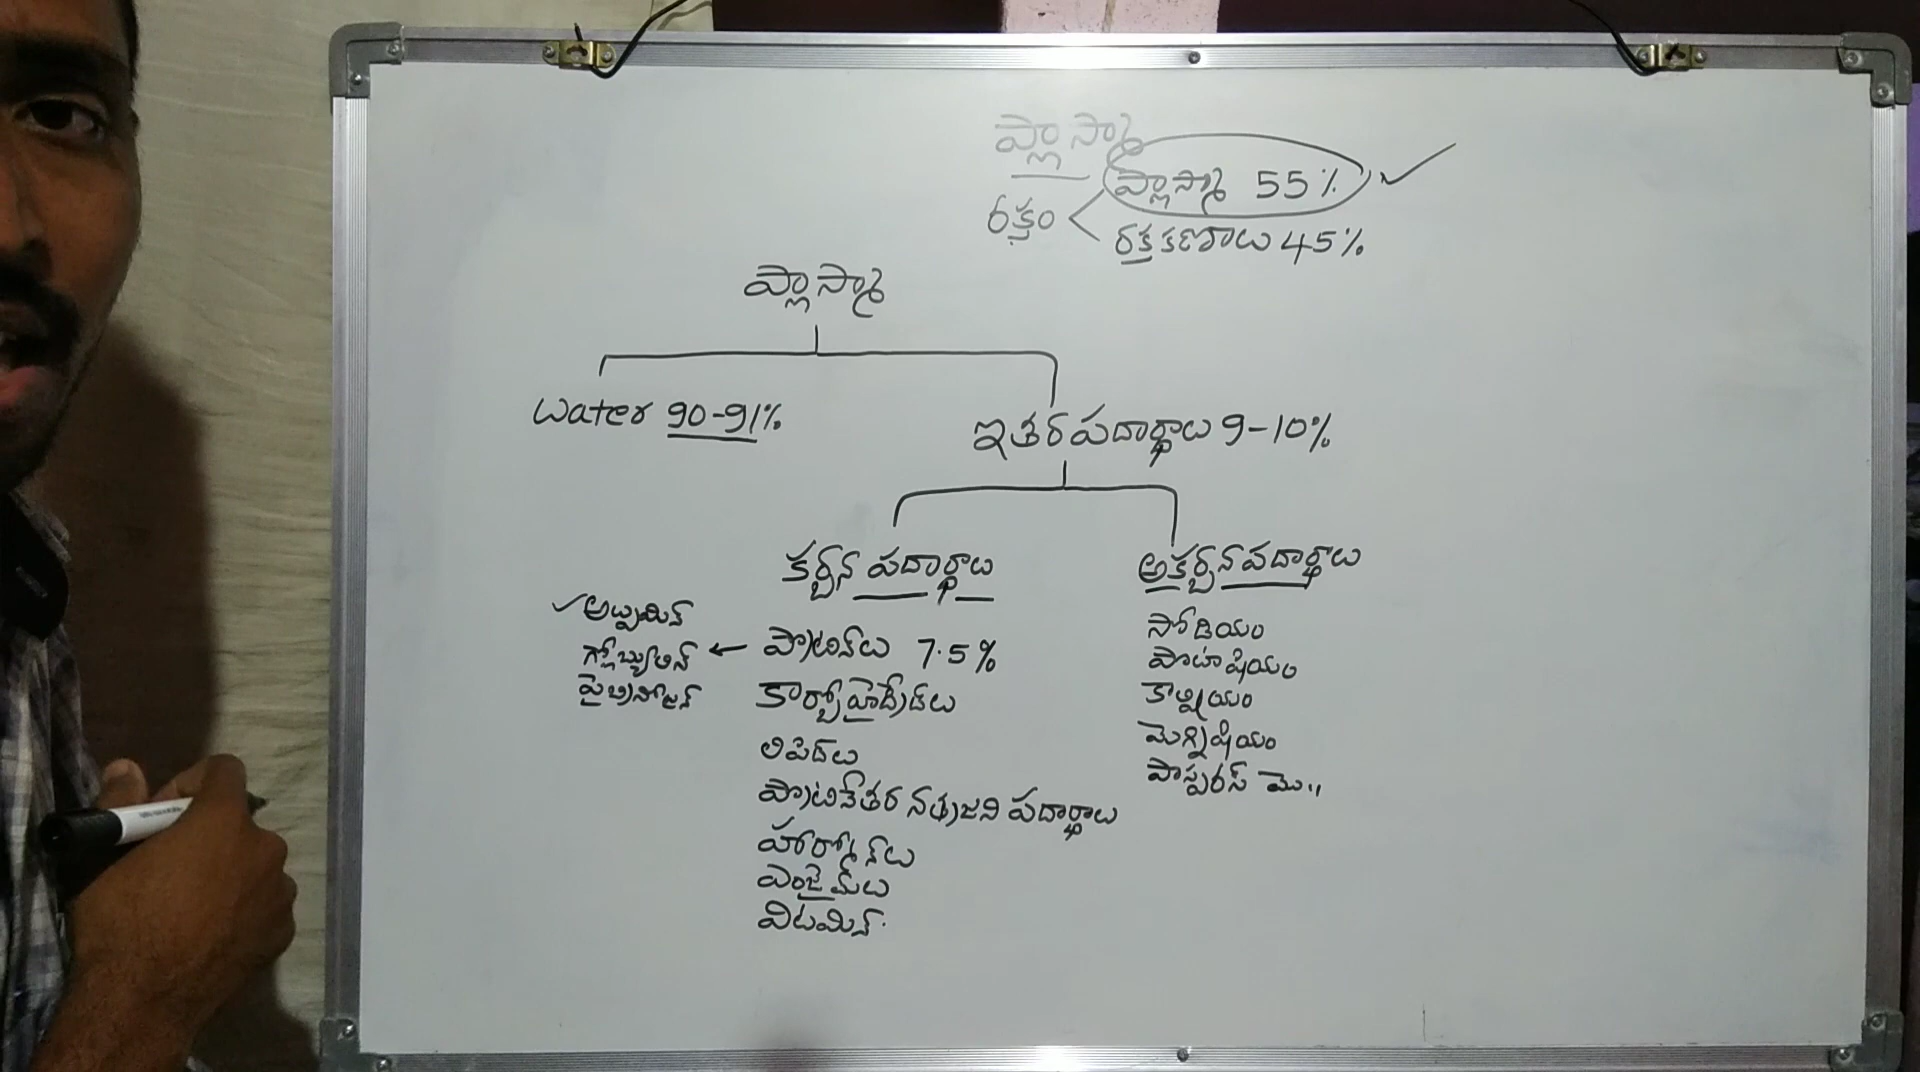 ప్లాస్మా
ప్లాస్మా 55%
రక్తం
రక్తకణాలు 45%
ప్లాస్మా
Water 90-91%
ఇతర పదార్థాలు 9-10%
కర్బన పదార్థాలు
అకర్బన పదార్థాలు
అల్బుమిన్
గ్లోబ్యులిన్
ఫైబ్రినోజన్
ప్రొటీన్‌లు 7.5%
కార్బోహైడ్రేడ్‌లు
లిపిడ్‌లు
ప్రొటీనేతర నత్రజని పదార్థాలు
హార్మోన్‌లు
ఎంజైమ్‌లు
విటమిన్.
సోడియం
పొటాషియం
కాల్షియం
మెగ్నిషియం
పాస్పరస్ మొ..